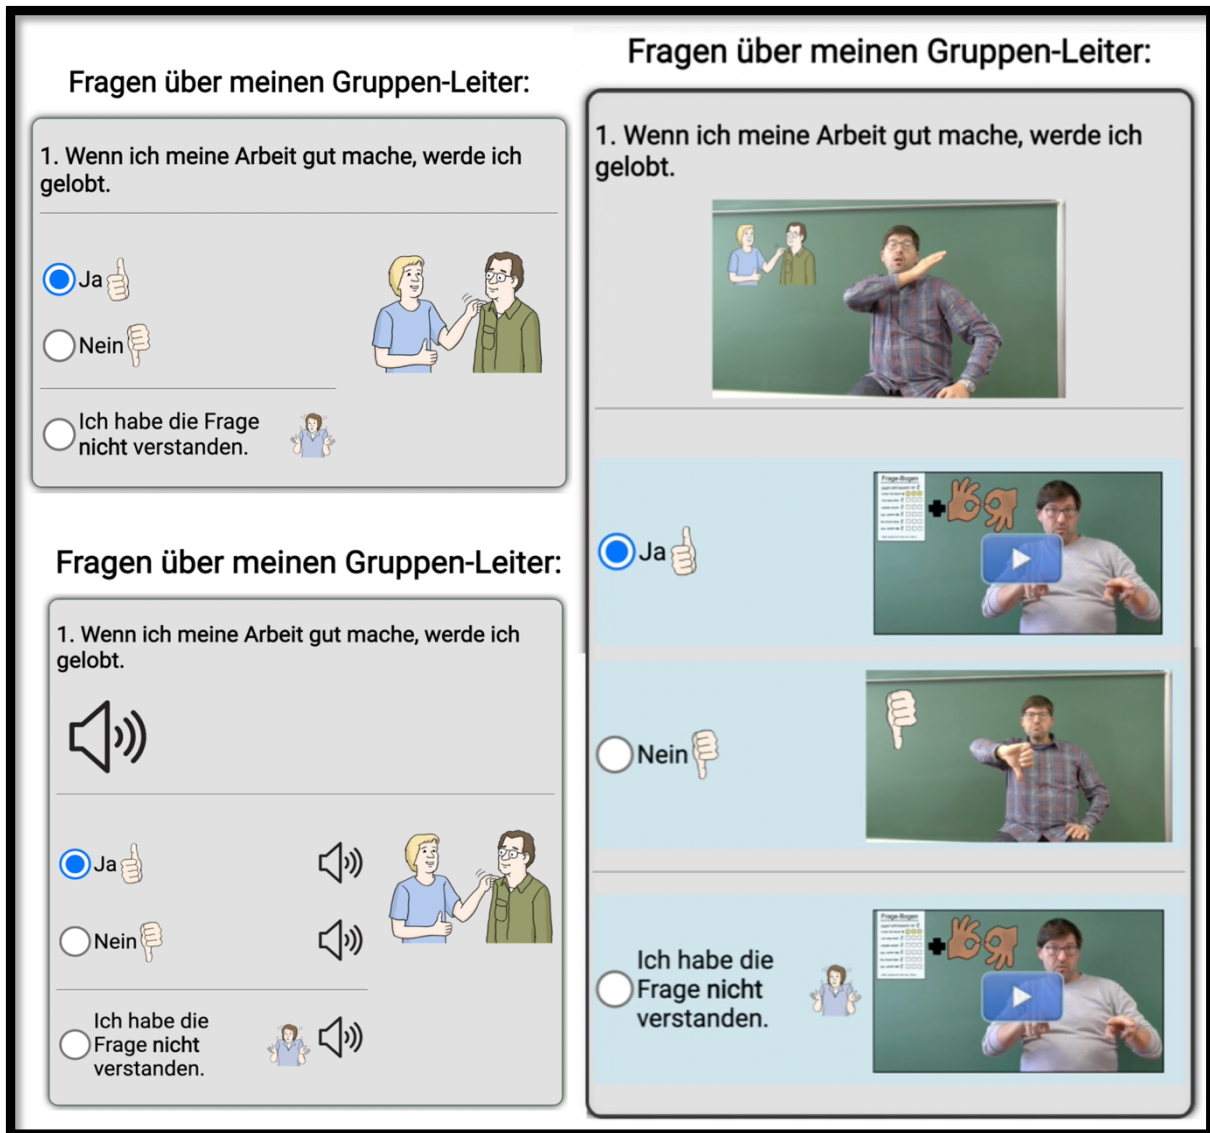 Fragen über meinen Gruppen-Leiter:
1. Wenn ich meine Arbeit gut mache, werde ich
gelobt.
Ja
Nein
Ich habe die Frage
nicht verstanden.
Fragen über meinen Gruppen-Leiter:
1. Wenn ich meine Arbeit gut mache, werde ich
gelobt.
Ja
Nein
Ich habe die
Frage nicht
verstanden.
Fragen über meinen Gruppen-Leiter:
1. Wenn ich meine Arbeit gut mache, werde ich
gelobt.
Ja
Frage-Bogen
Nein
Ich habe die
Frage nicht
verstanden.
Frage-Bogen